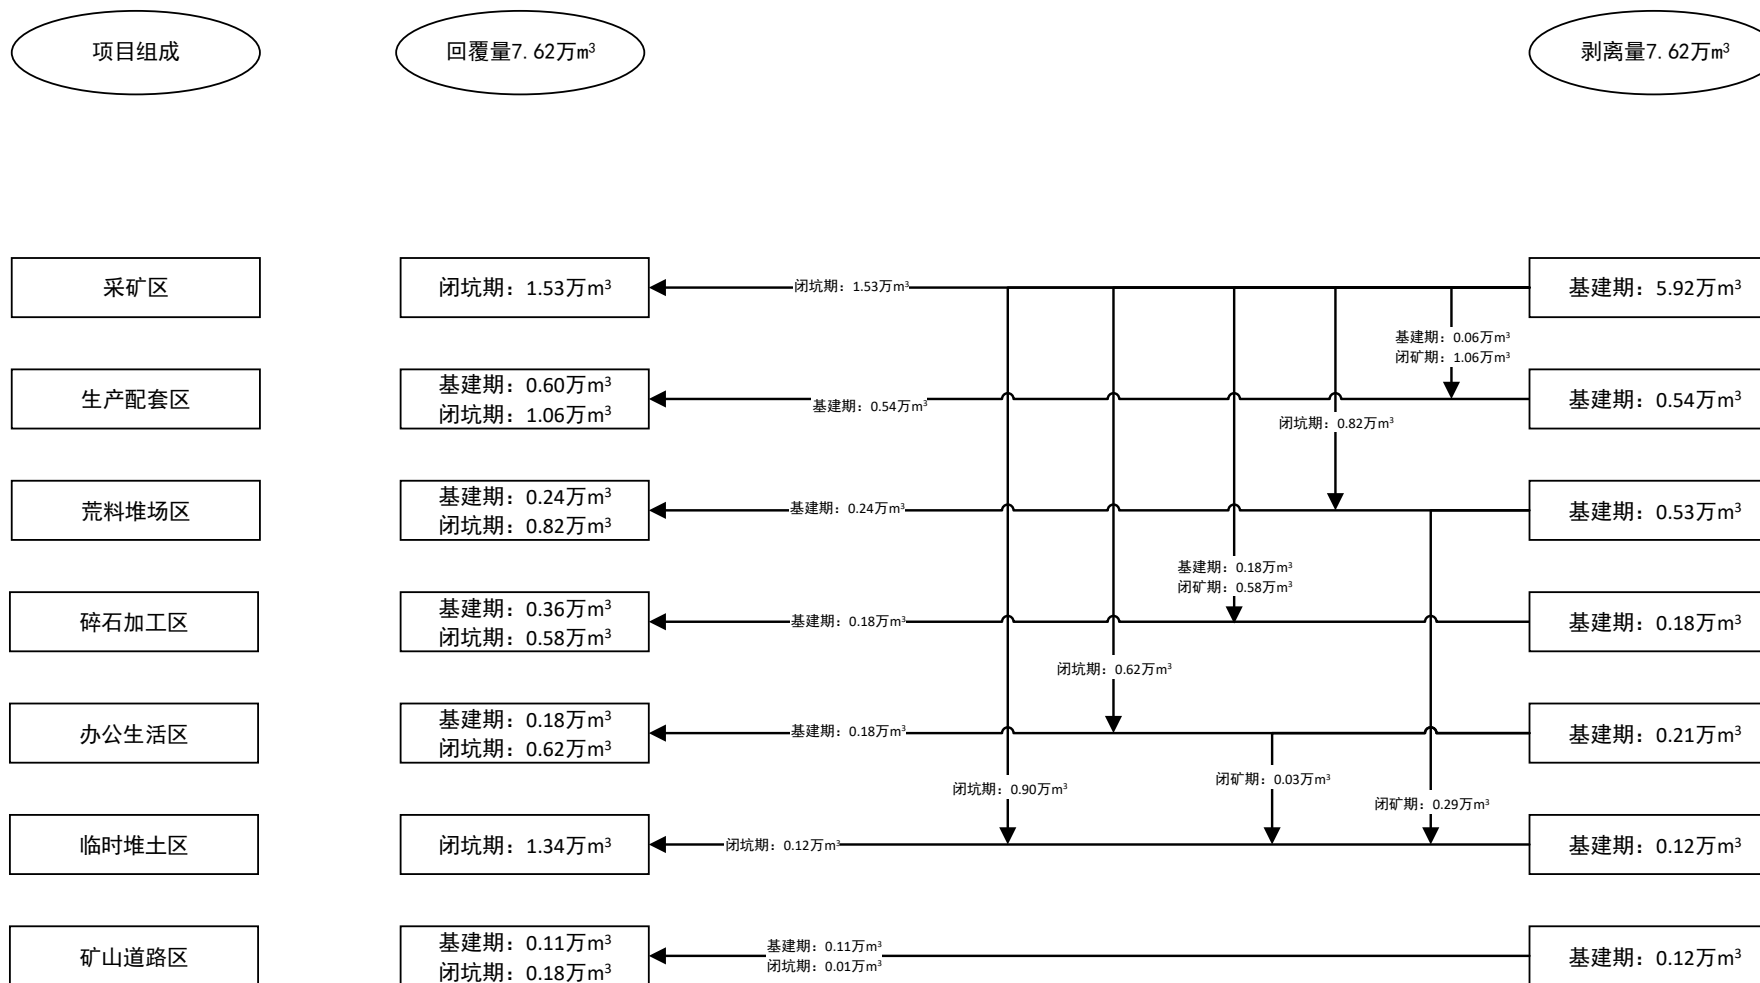 项目组成
回覆量7.62万m³
剥离量7.62万m³
采矿区
闭坑期：1.53万m³
闭坑期：1.53万m³
基建期：5.92万m³
基建期：0.06万m³
闭矿期：1.06万m³
生产配套区
基建期：0.60万m³
闭坑期：1.06万m³
基建期：0.54万m³
基建期：0.54万m³
闭坑期：0.82万m³
荒料堆场区
基建期：0.24万m³
闭坑期：0.82万m³
基建期：0.24万m³
基建期：0.53万m³
基建期：0.18万m³
闭矿期：0.58万m³
碎石加工区
基建期：0.36万m³
闭坑期：0.58万m³
基建期：0.18万m³
基建期：0.18万m³
闭坑期：0.62万m³
办公生活区
基建期：0.18万m³
闭坑期：0.62万m³
基建期：0.18万m³
基建期：0.21万m³
闭坑期：0.90万m³
闭矿期：0.03万m³
闭矿期：0.29万m³
临时堆土区
闭坑期：1.34万m³
闭坑期：0.12万m³
基建期：0.12万m³
矿山道路区
基建期：0.11万m³
闭坑期：0.18万m³
基建期：0.11万m³
闭坑期：0.01万m³
基建期：0.12万m³